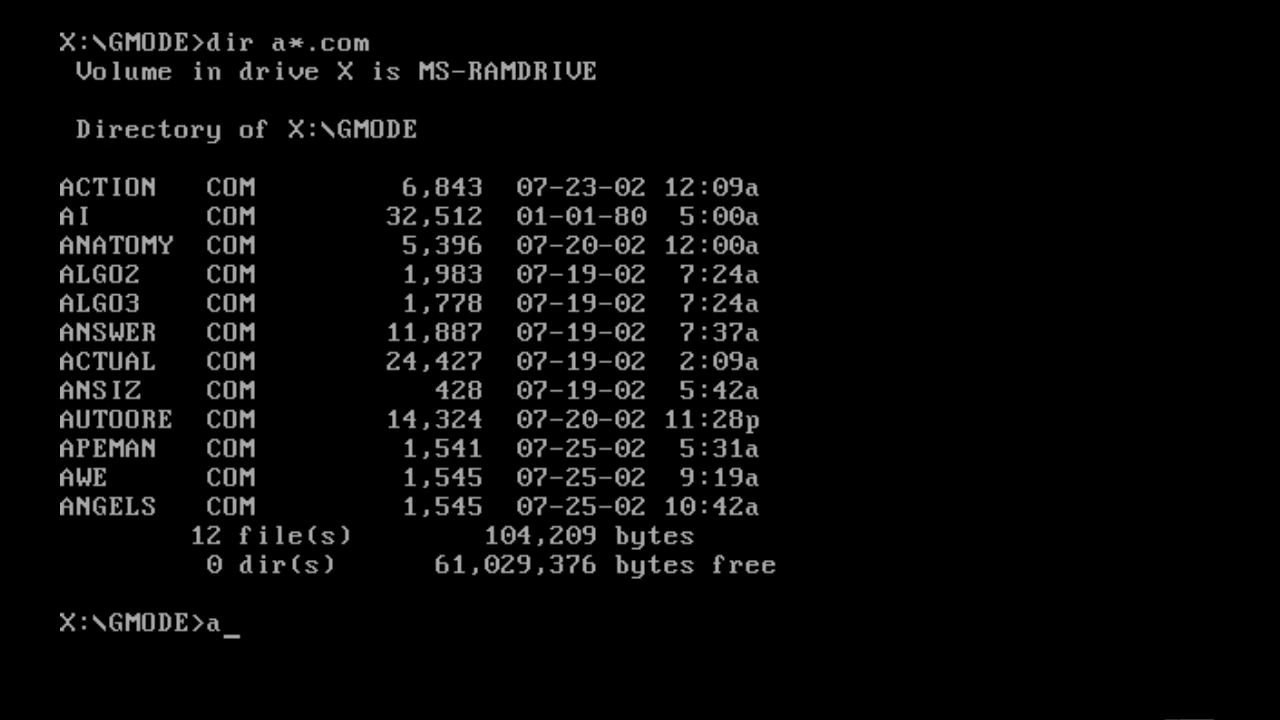 X:\GMODE>dir a*.com
 Volume in drive X is MS-RAMDRIVE

 Directory of X:\GMODE

ACTION   COM         6,843  07-23-02 12:09a
AI       COM        32,512  01-01-80  5:00a
ANATOMY  COM         5,396  07-20-02 12:00a
ALGO2    COM         1,983  07-19-02  7:24a
ALGO3    COM         1,778  07-19-02  7:24a
ANSWER   COM        11,887  07-19-02  7:37a
ACTUAL   COM        24,427  07-19-02  2:09a
ANSIZ    COM           428  07-19-02  5:42a
AUTOORE  COM        14,324  07-20-02 11:28p
APEMAN   COM         1,541  07-25-02  5:31a
AWE      COM         1,545  07-25-02  9:19a
ANGELS   COM         1,545  07-25-02 10:42a
        12 file(s)        104,209 bytes
         0 dir(s)      61,029,376 bytes free

X:\GMODE>a_